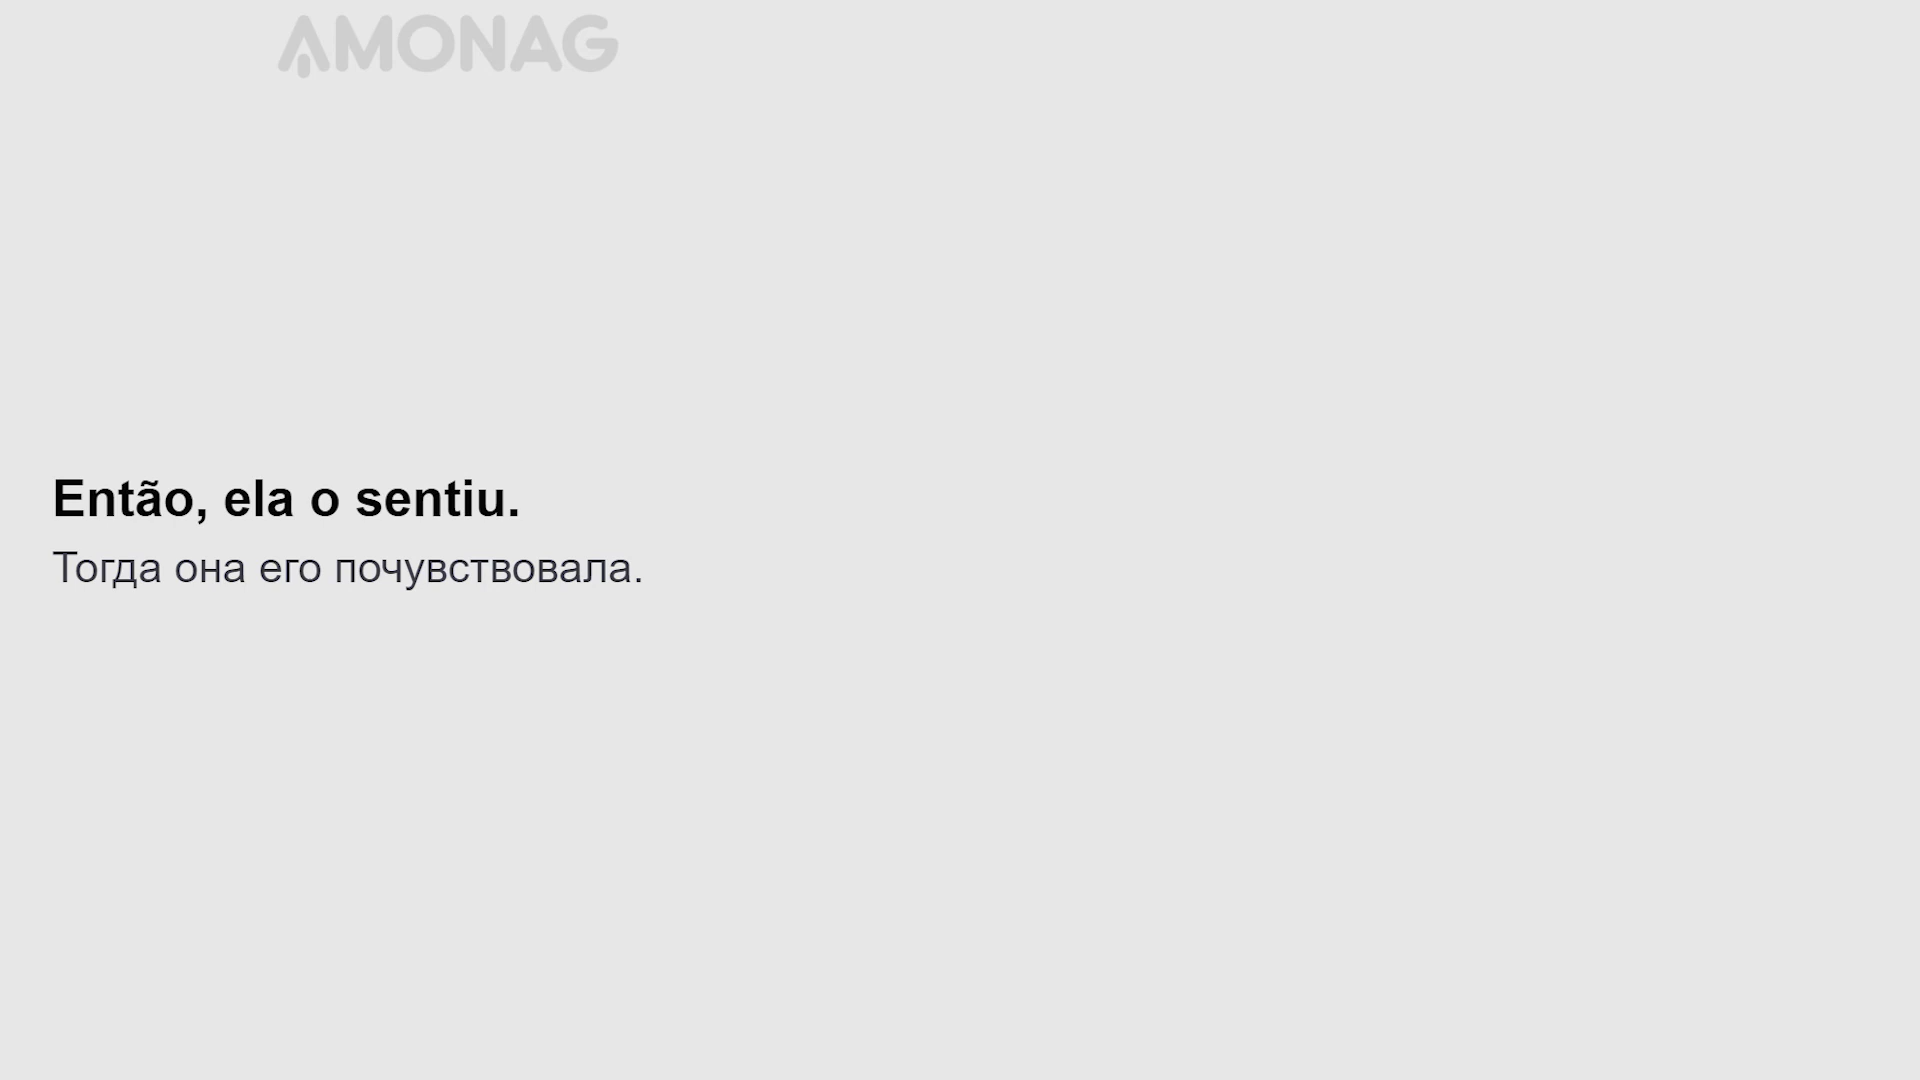 AMONAG
Então, ela o sentiu.
Тогда она его почувствовала.